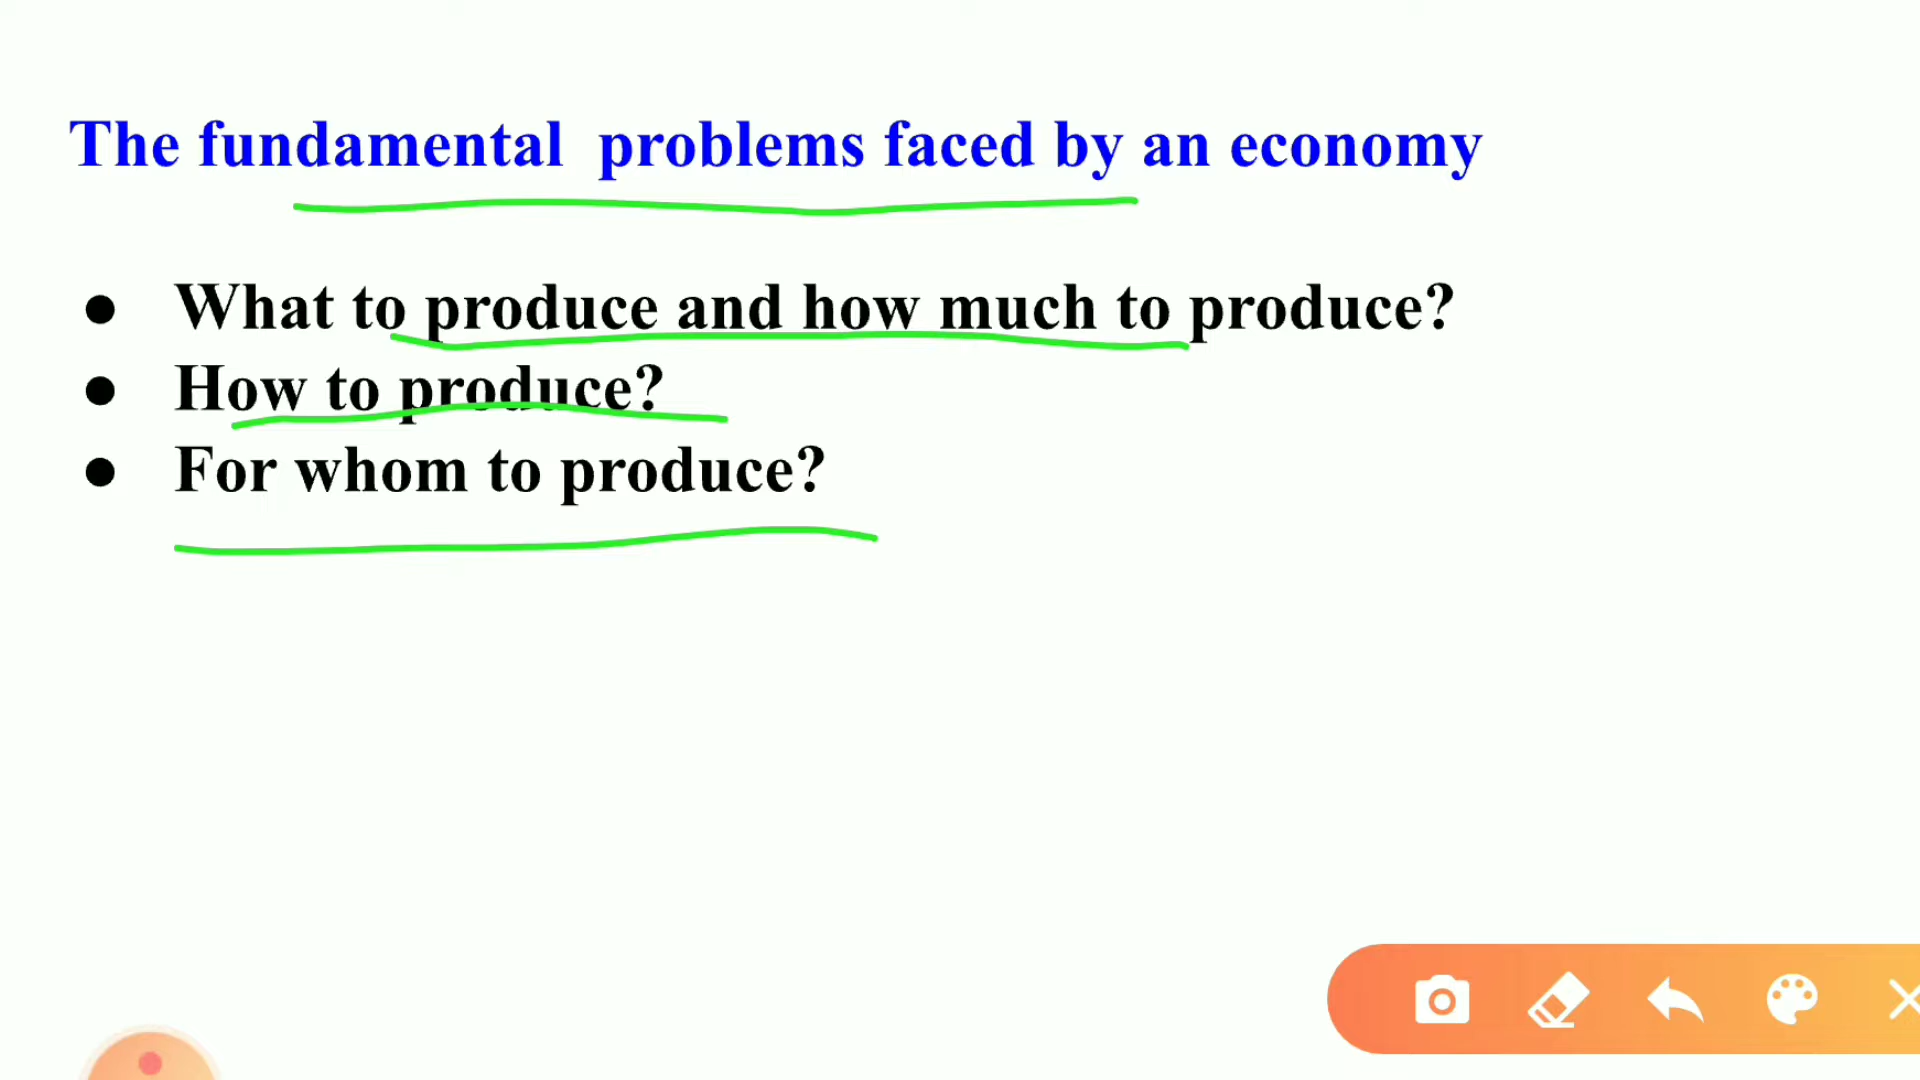 The fundamental problems faced by an economy
● What to produce and how much to produce?
● How to produce?
● For whom to produce?